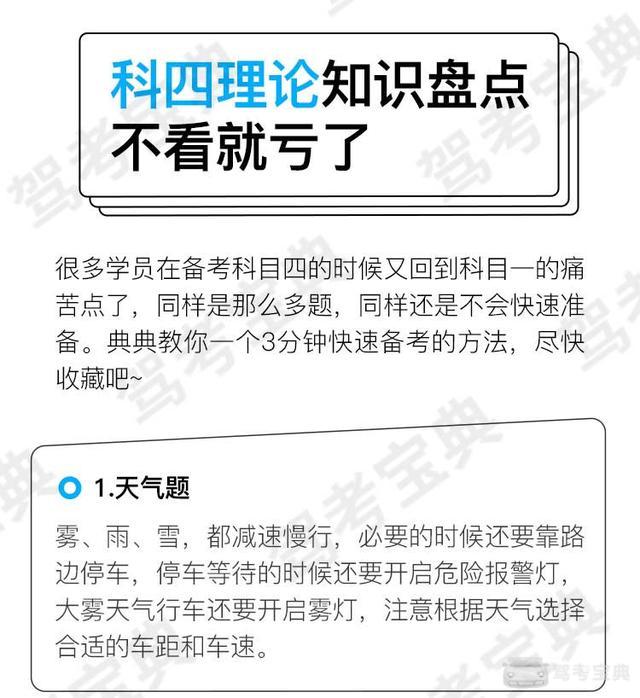 科四理论知识盘点
不看就亏了
很多学员在备考科目四的时候又回到科目一的痛
苦点了，同样是那么多题，同样还是不会快速准
备。典典教你一个3分钟快速备考的方法，尽快
收藏吧~
1.天气题
雾、雨、雪，都减速慢行，必要的时候还要靠路
边停车，停车等待的时候还要开启危险报警灯，
大雾天气行车还要开启雾灯，注意根据天气选择
合适的车距和车速。
驾考宝典